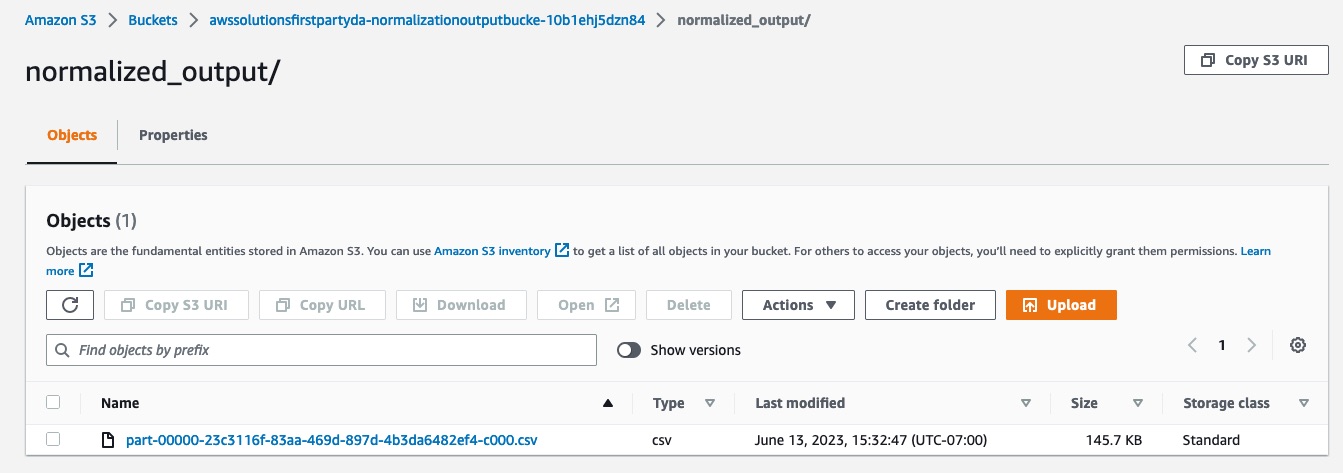 Amazon S3 > Buckets > awssolutionsfirstpartyda-normalizationoutputbucke-10b1ehj5dzn84 > normalized_output/
normalized_output/
Copy S3 URI
Objects Properties
Objects (1)
Objects are the fundamental entities stored in Amazon S3. You can use Amazon S3 inventory to get a list of all objects in your bucket. For others to access your objects, you'll need to explicitly grant them permissions. Learn
more
Copy S3 URI Copy URL Download Open Delete Actions Create folder Upload
Find objects by prefix Show versions 1
Name Type Last modified Size Storage class
part-00000-23c3116f-83aa-469d-897d-4b3da6482ef4-c000.csv csv June 13, 2023, 15:32:47 (UTC-07:00) 145.7 KB Standard